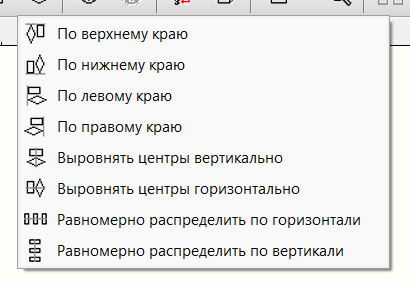 По верхнему краю
По нижнему краю
По левому краю
По правому краю
Выровнять центры вертикально
Выровнять центры горизонтально
Равномерно распределить по горизонтали
Равномерно распределить по вертикали